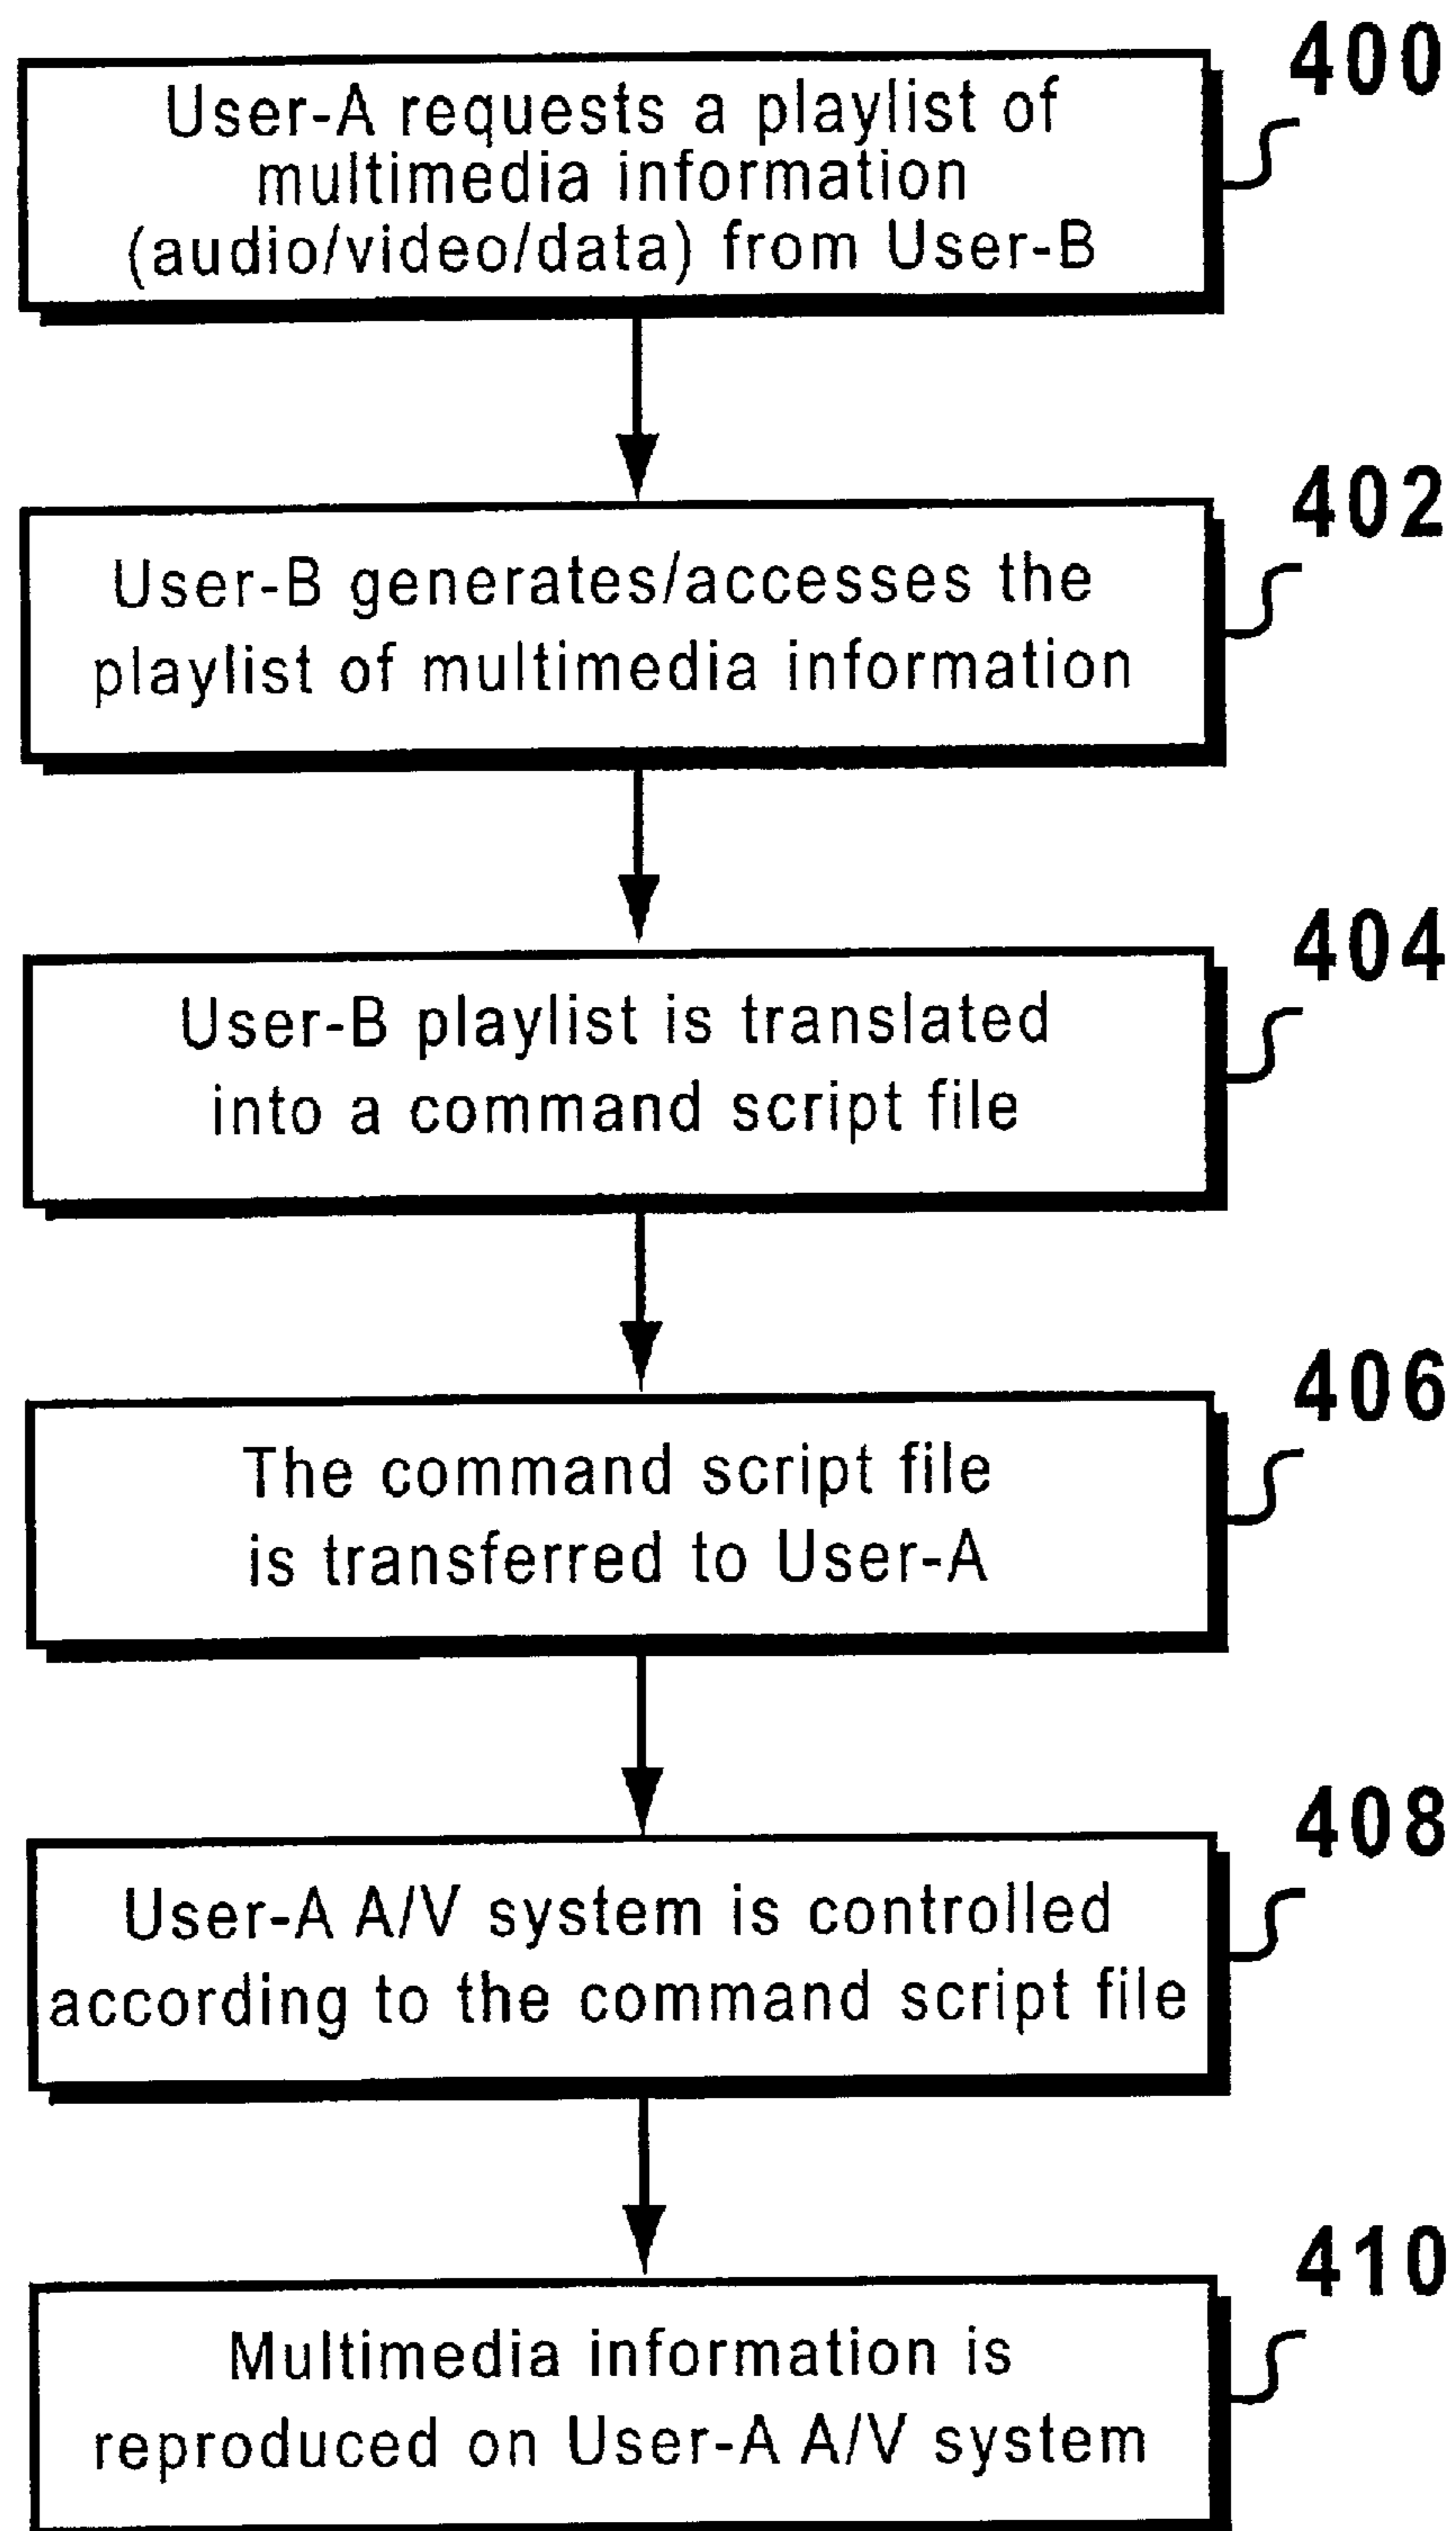 400
User-A requests a playlist of
multimedia information
(audio/video/data) from User-B
402
User-B generates/accesses the
playlist of multimedia information
404
User-B playlist is translated
into a command script file
406
The command script file
is transferred to User-A
408
User-A A/V system is controlled
according to the command script file
410
Multimedia information is
reproduced on User-A A/V system